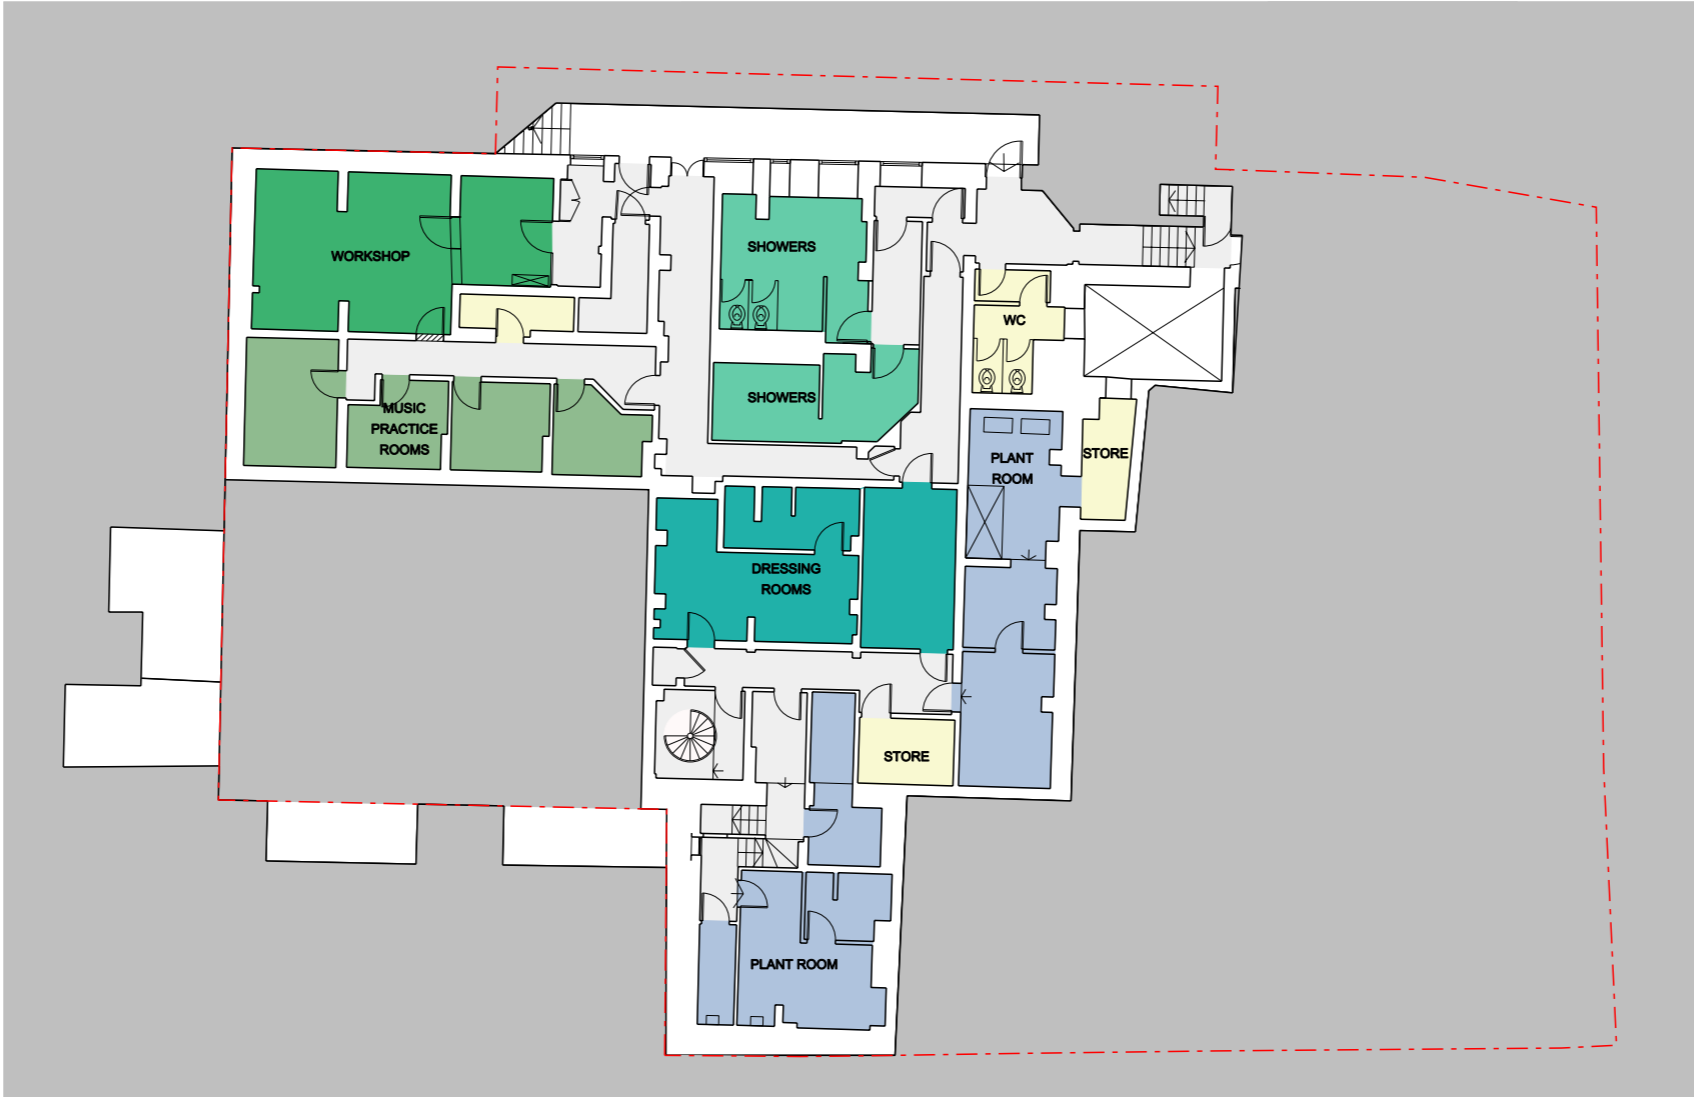 WORKSHOP
SHOWERS
WC
SHOWERS
MUSIC
PRACTICE
ROOMS
PLANT
ROOM
STORE
DRESSING
ROOMS
STORE
PLANT ROOM